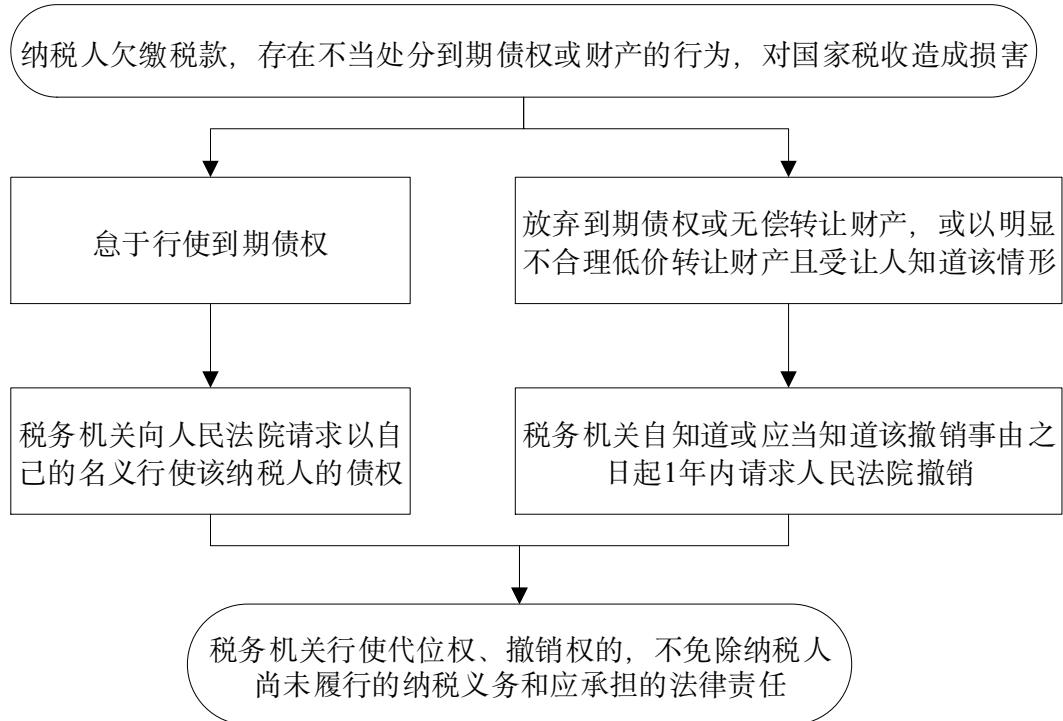 纳税人欠缴税款，存在不当处分到期债权或财产的行为，对国家税收造成损害
怠于行使到期债权
放弃到期债权或无偿转让财产，或以明显
不合理低价转让财产且受让人知道该情形
税务机关向人民法院请求以自
己的名义行使该纳税人的债权
税务机关自知道或应当知道该撤销事由之
日起1年内请求人民法院撤销
税务机关行使代位权、撤销权的，不免除纳税人
尚未履行的纳税义务和应承担的法律责任